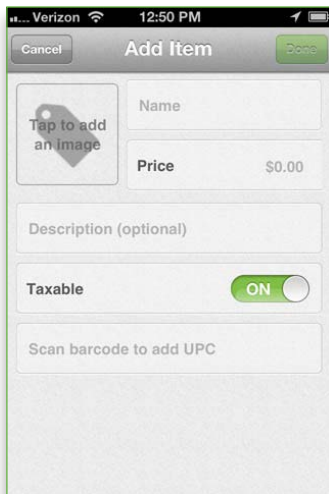 Verizon 12:50 PM
Cancel Add Item Done
Tap to add
an image
Name
Price $0.00
Description (optional)
Taxable ON
Scan barcode to add UPC